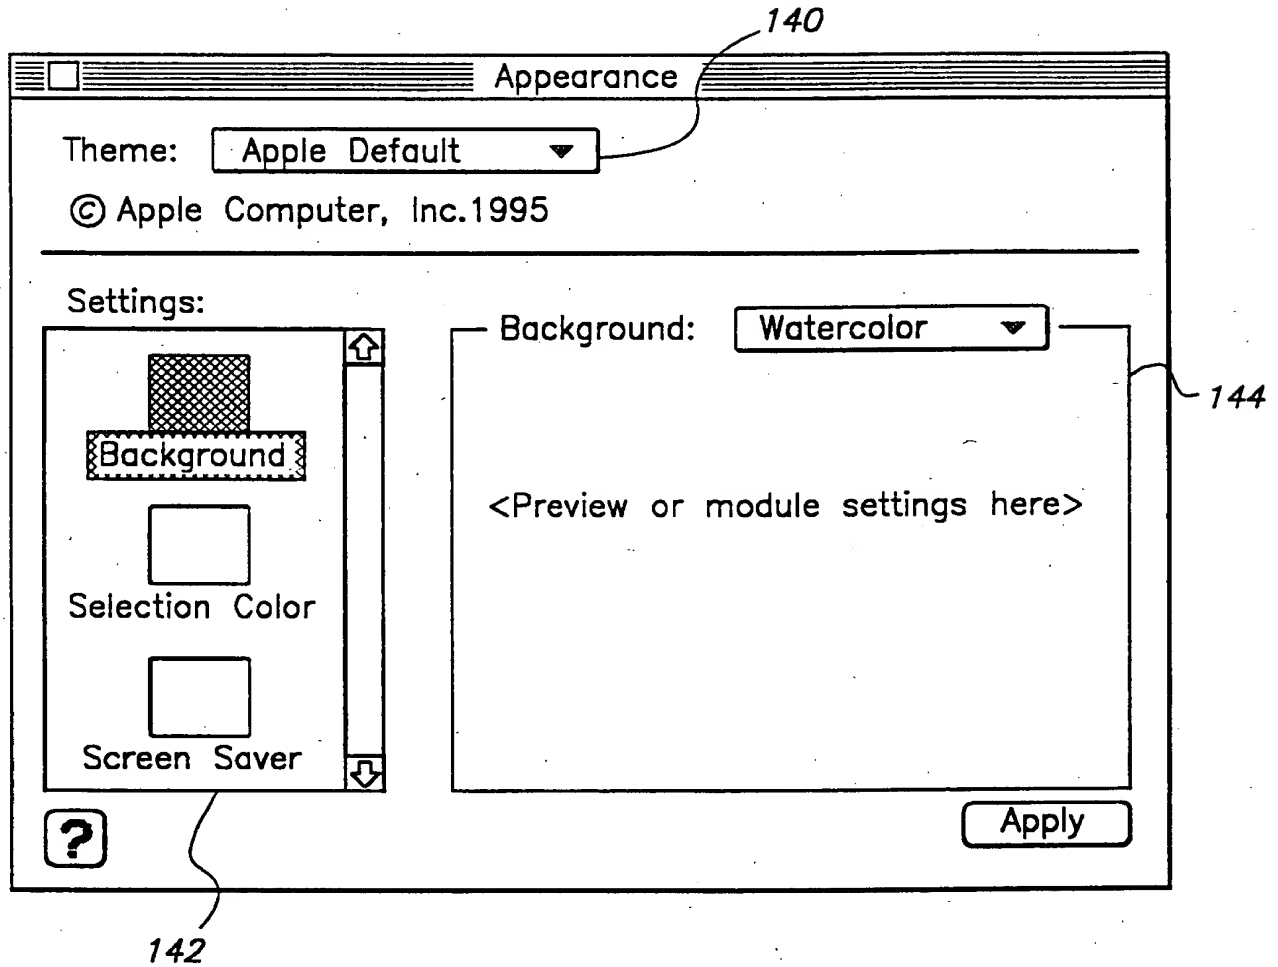 140
Appearance
Theme: Apple Default
© Apple Computer, Inc.1995
Settings:
Background: Watercolor
144
Background
<Preview or module settings here>
Selection Color
Screen Saver
?
Apply
142